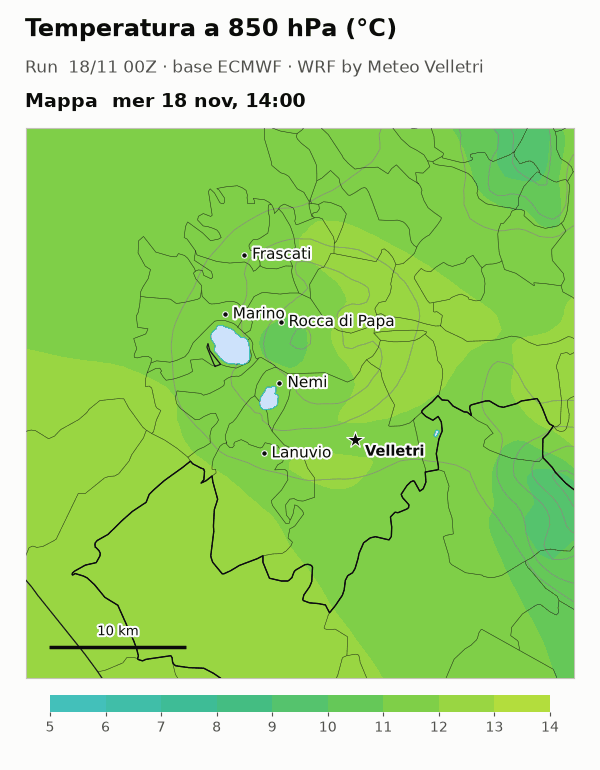 Temperatura a 850 hPa (°C)
Run  18/11 00Z · base ECMWF · WRF by Meteo Velletri
Mappa  mer 18 nov, 14:00
Frascati
Marino
Rocca di Papa
Nemi
Velletri
Lanuvio
10 km
5 6 7 8 9 10 11 12 13 14